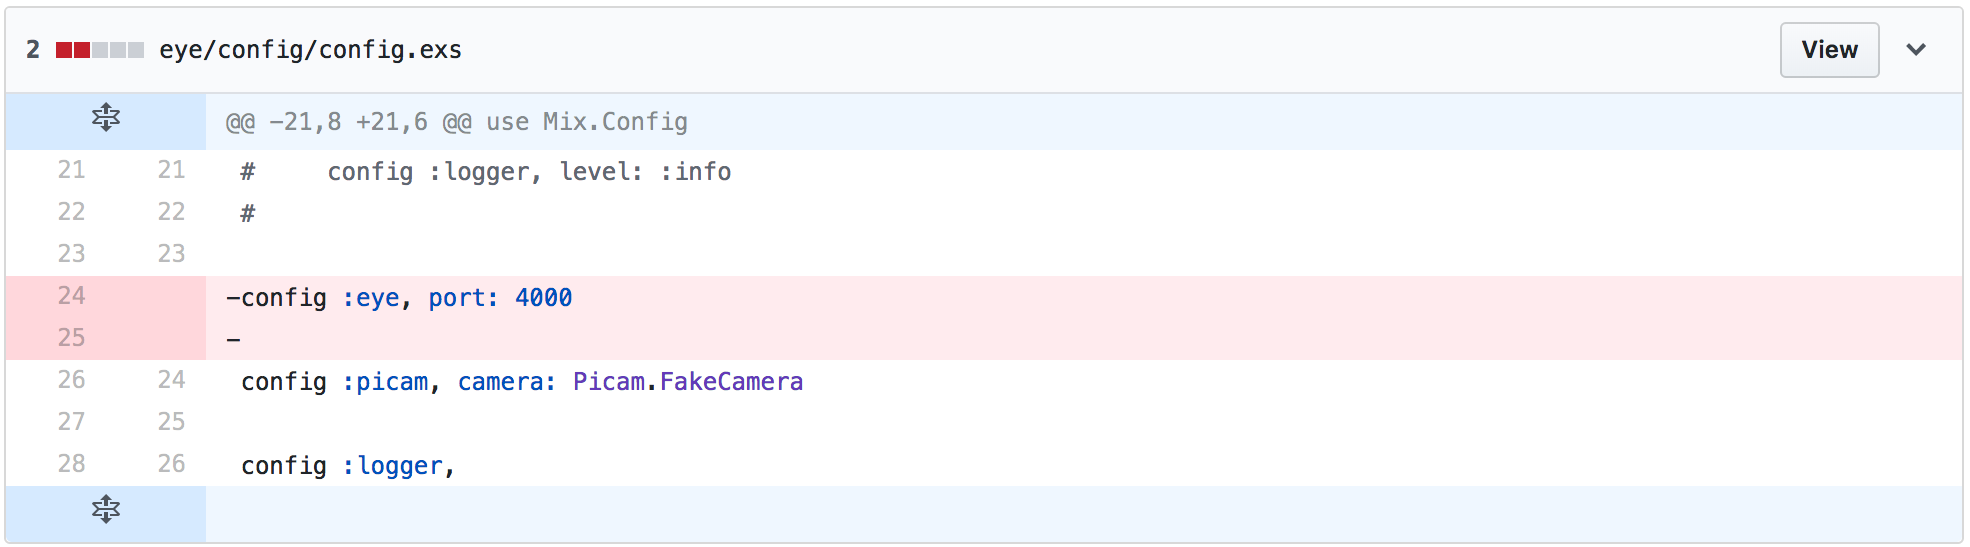 2 eye/config/config.exs View
@@ -21,8 +21,6 @@ use Mix.Config
21 21 #     config :logger, level: :info
22 22 #
23 23
24 -config :eye, port: 4000
25 -
26 24 config :picam, camera: Picam.FakeCamera
27 25
28 26 config :logger,